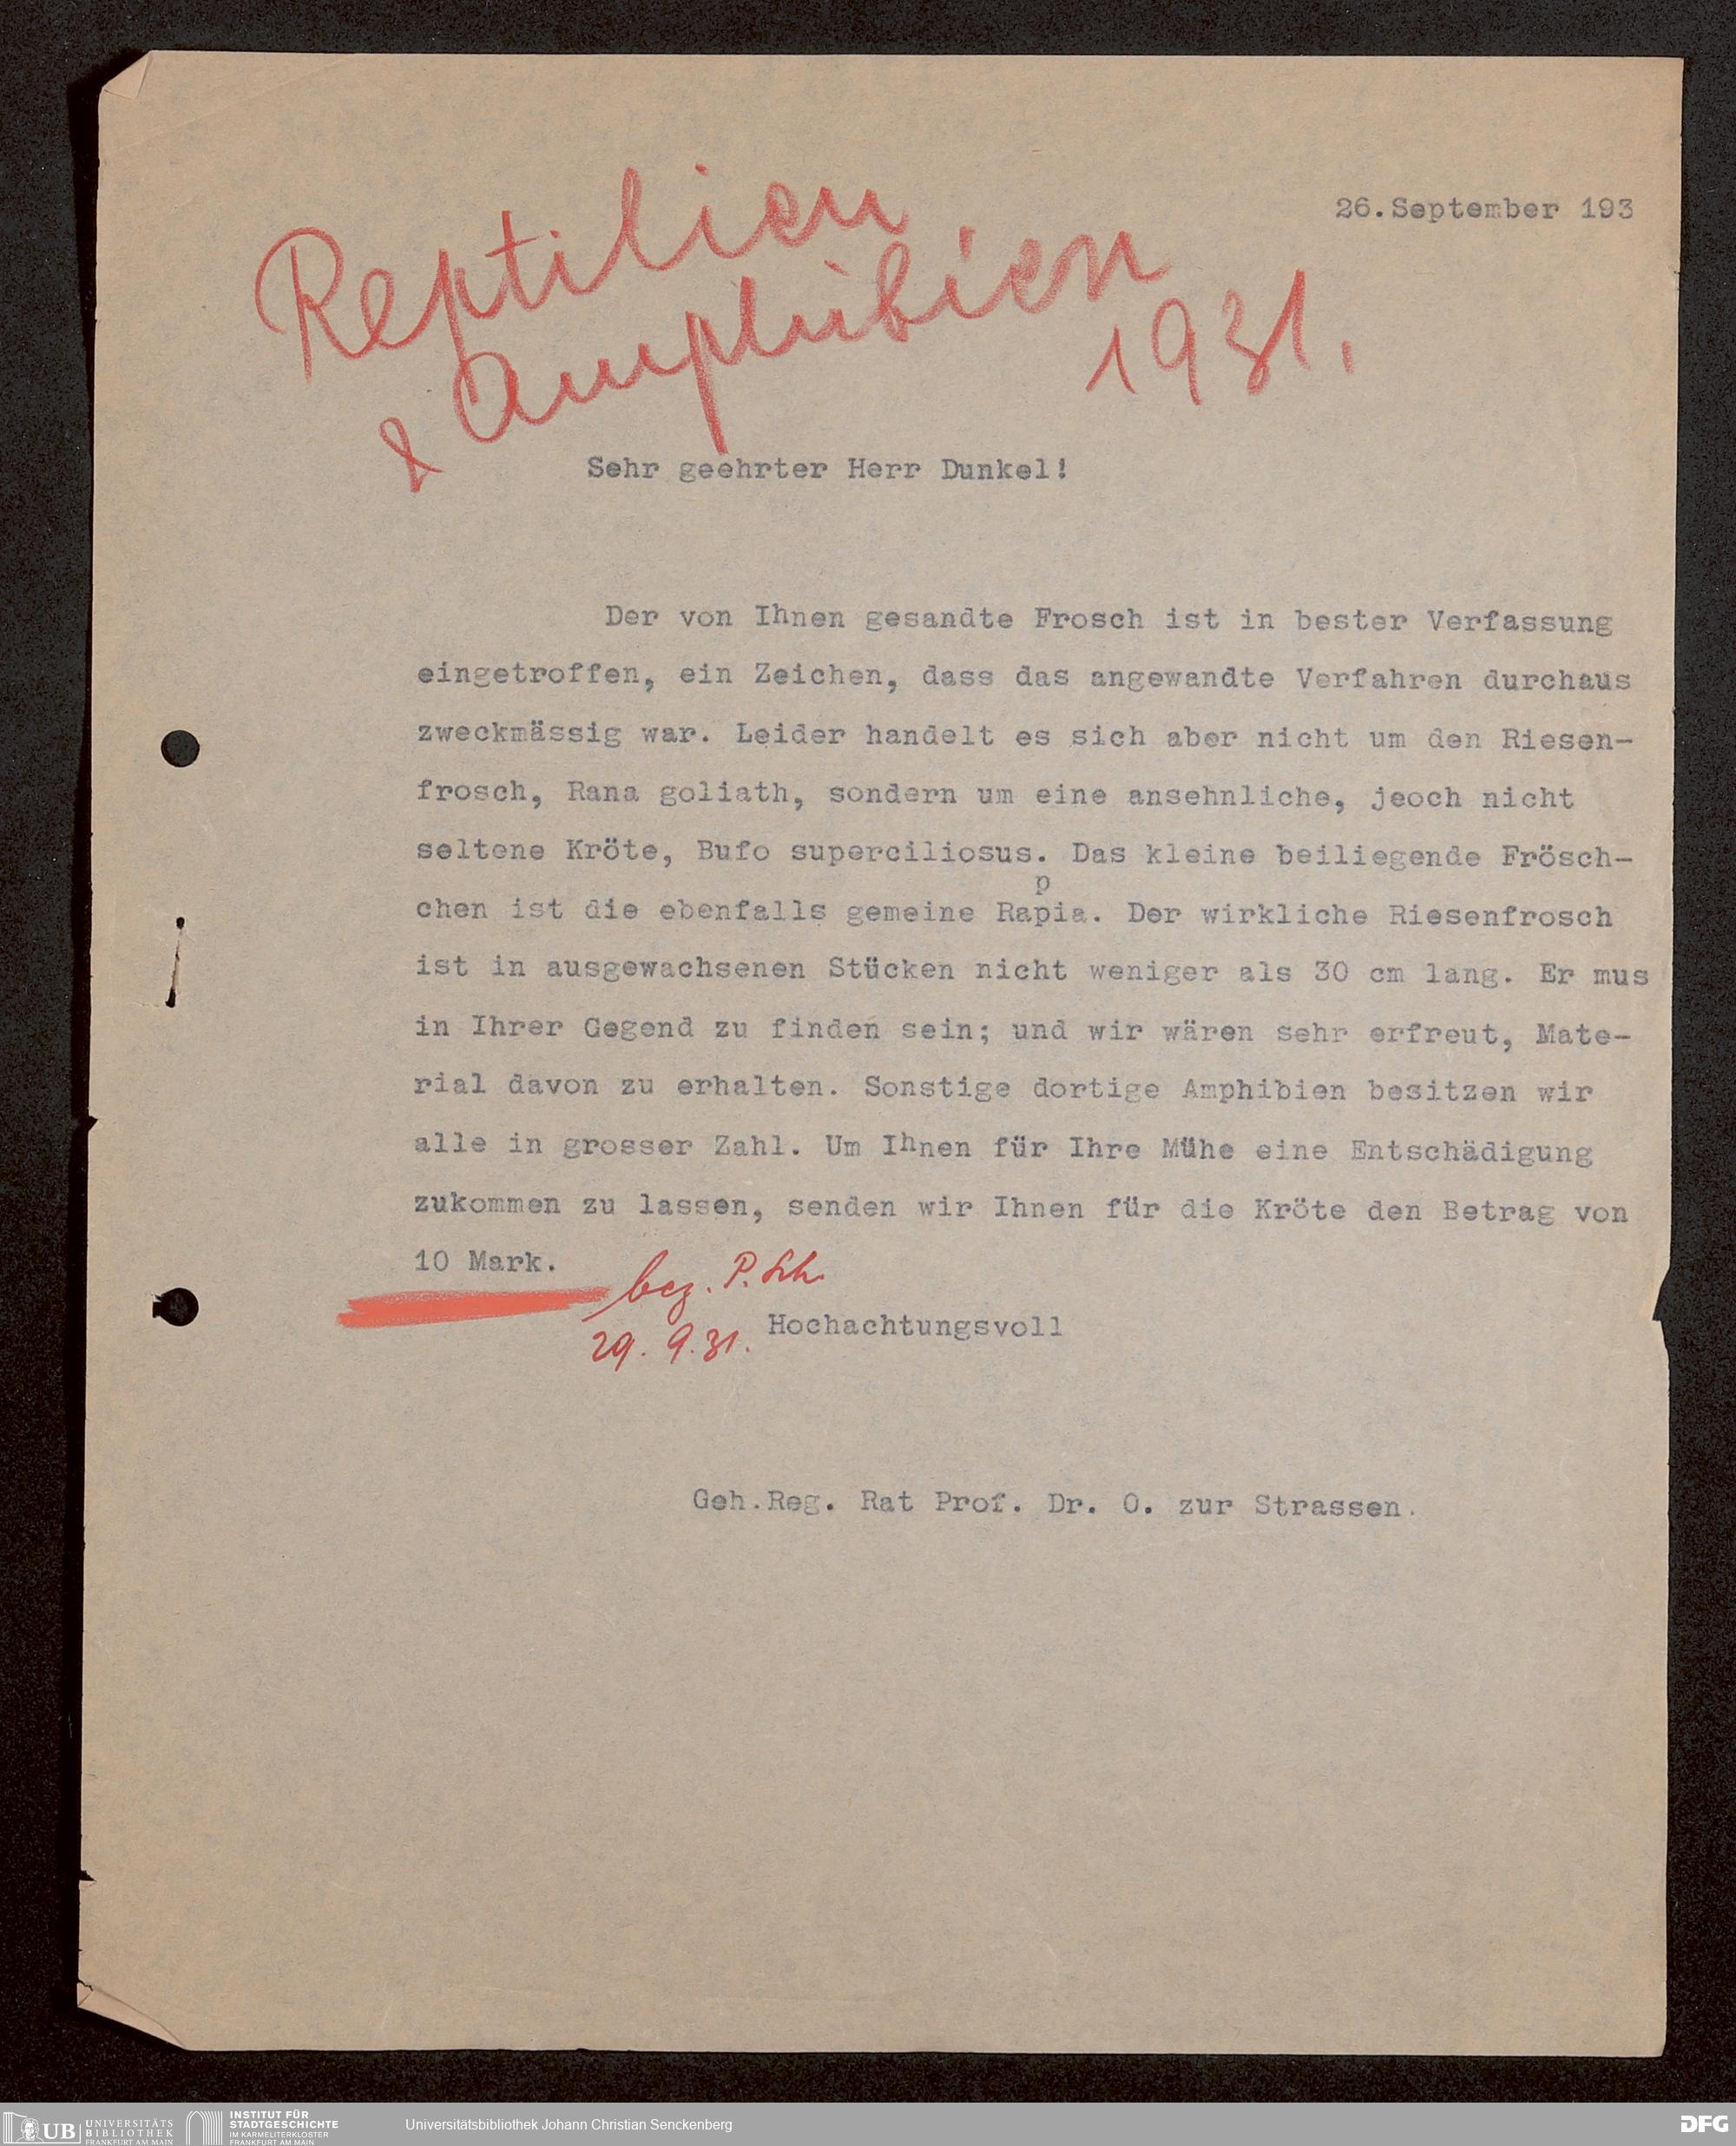 26.September 193
Reptilien
& Amphibien
1931.
Sehr geehrter Herr Dunkel!
Der von Ihnen gesandte Frosch ist in bester Verfassung
eingetroffen, ein Zeichen, dass das angewandte Verfahren durchaus
zweckmässig war. Leider handelt es sich aber nicht um den Riesen-
frosch, Rana goliath, sondern um eine ansehnliche, jeoch nicht
seltene Kröte, Bufo superciliosus. Das kleine beiliegende Frösch-
p
chen ist die ebenfalls gemeine Rapia. Der wirkliche Riesenfrosch
ist in ausgewachsenen Stücken nicht weniger als 30 cm lang. Er mus
in Ihrer Gegend zu finden sein; und wir wären sehr erfreut, Mate-
rial davon zu erhalten. Sonstige dortige Amphibien besitzen wir
alle in grosser Zahl. Um Ihnen für Ihre Mühe eine Entschädigung
zukommen zu lassen, senden wir Ihnen für die Kröte den Betrag von
10 Mark.
bez. P. Sch.
29. 9. 31.
Hochachtungsvoll
Geh.Reg. Rat Prof. Dr. O. zur Strassen.
UB UNIVERSITÄTS
BIBLIOTHEK
FRANKFURT AM MAIN
INSTITUT FÜR
STADTGESCHICHTE
IM KARMELITERKLOSTER
FRANKFURT AM MAIN
Universitätsbibliothek Johann Christian Senckenberg
DFG